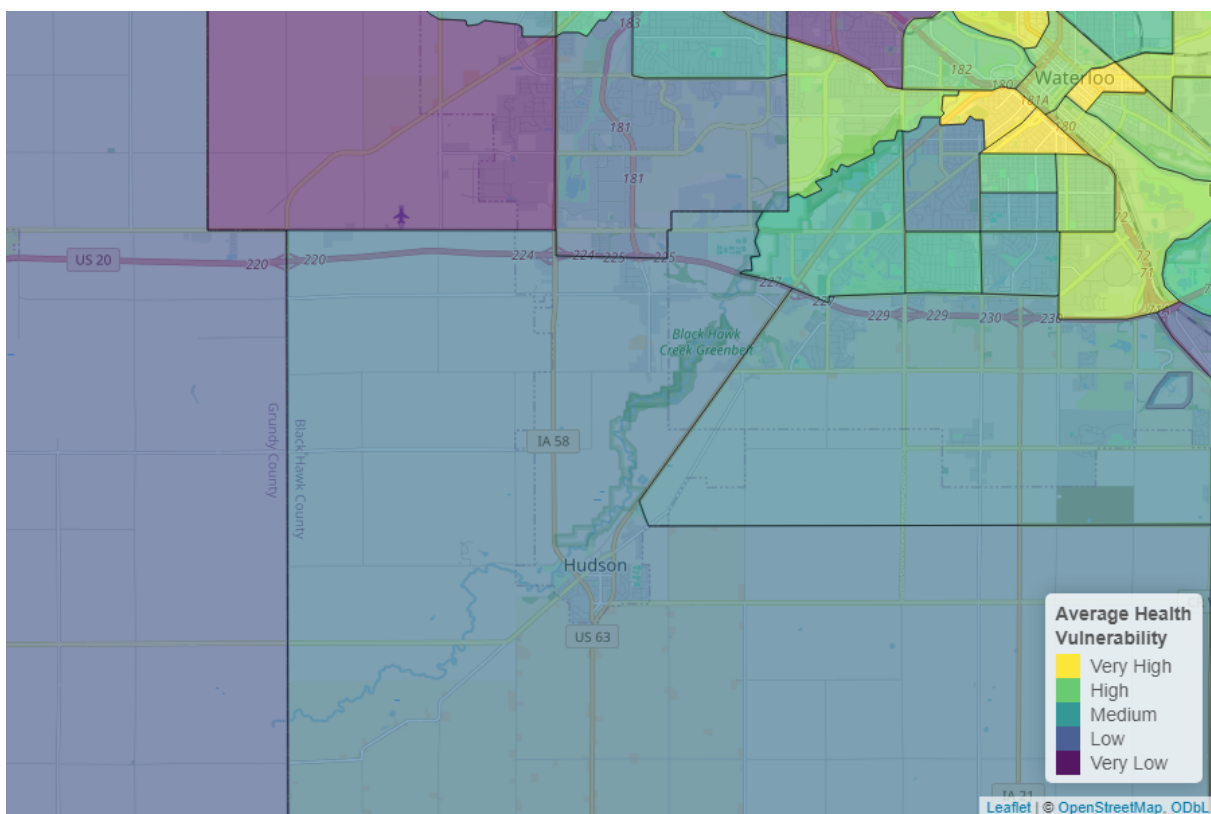 183
182
180
Waterloo
181A
180
181
181
US 20
220
220
224
224
225
225
227
72
72
71
229
229
230
230
Black Hawk
Creek Greenbelt
Grundy County
Black Hawk County
IA 58
Hudson
US 63
IA 21
Average Health
Vulnerability
Very High
High
Medium
Low
Very Low
Leaflet | © OpenStreetMap, ODbL